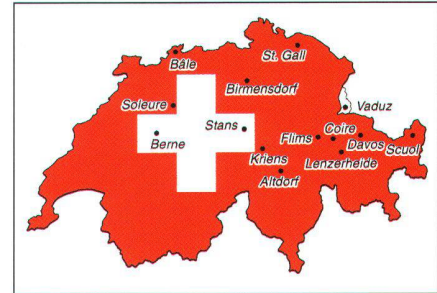 St. Gall
Bâle
Birmensdorf
Vaduz
Soleure
Stans
Berne
Flims
Coire
Davos
Scuol
Kriens
Lenzerheide
Altdorf